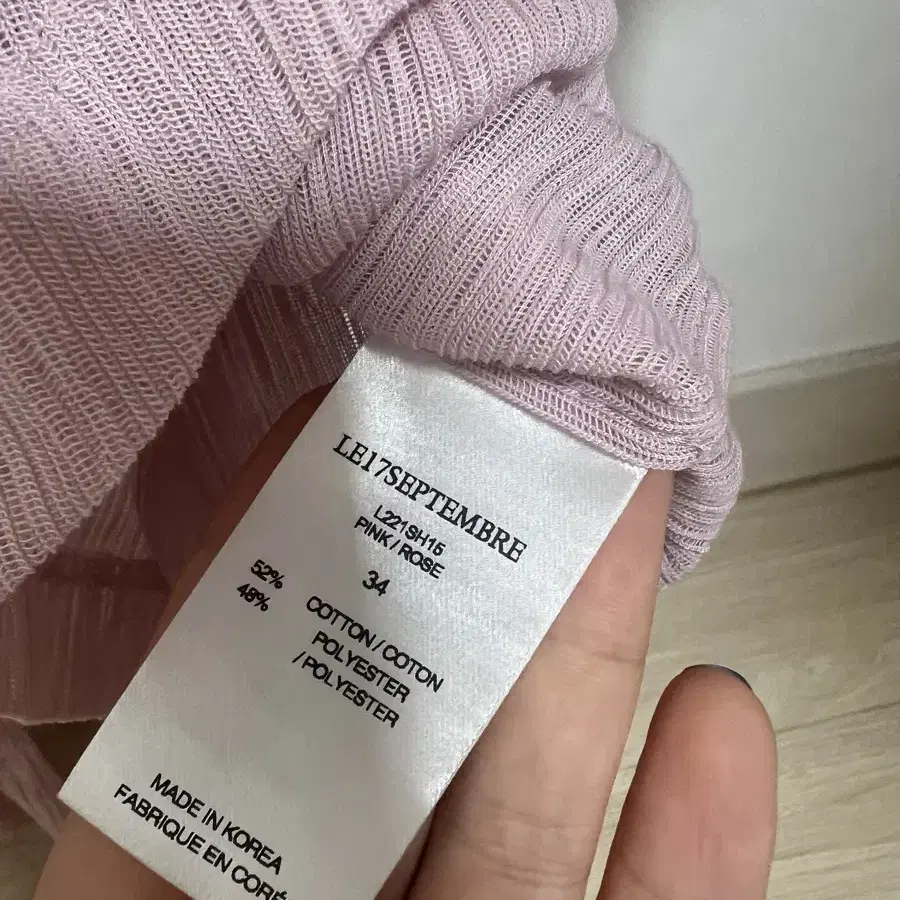 LE17SEPTEMBRE
L221SH15
PINK / ROSE
34
52% COTTON / COTON
48% POLYESTER
/ POLYESTER
MADE IN KOREA
FABRIQUE EN CORÉ